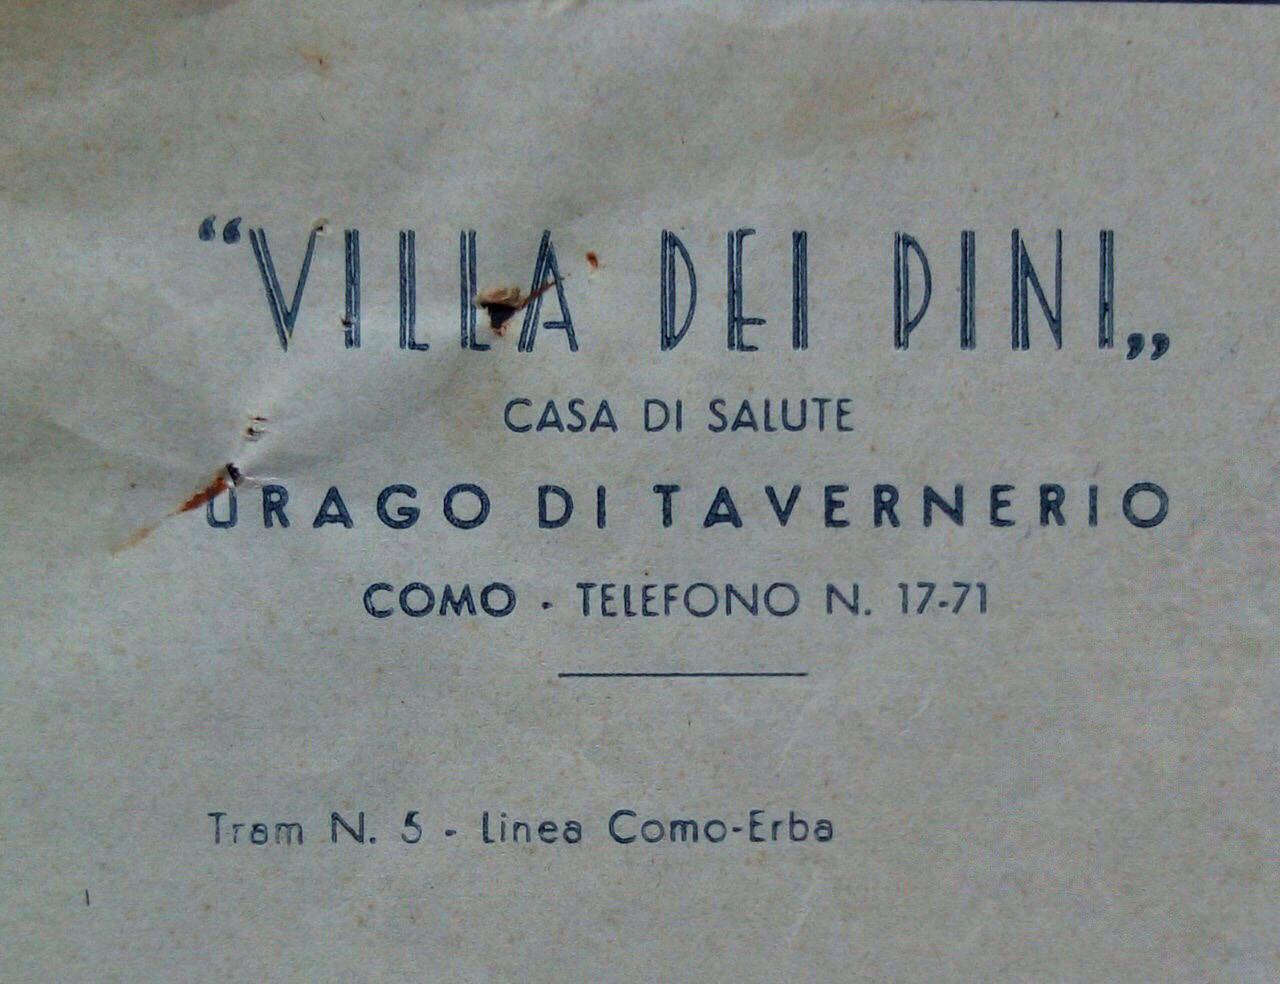 “VILLA DEI PINI„
CASA DI SALUTE
URAGO DI TAVERNERIO
COMO - TELEFONO N. 17-71
Tram N. 5 - Linea Como-Erba